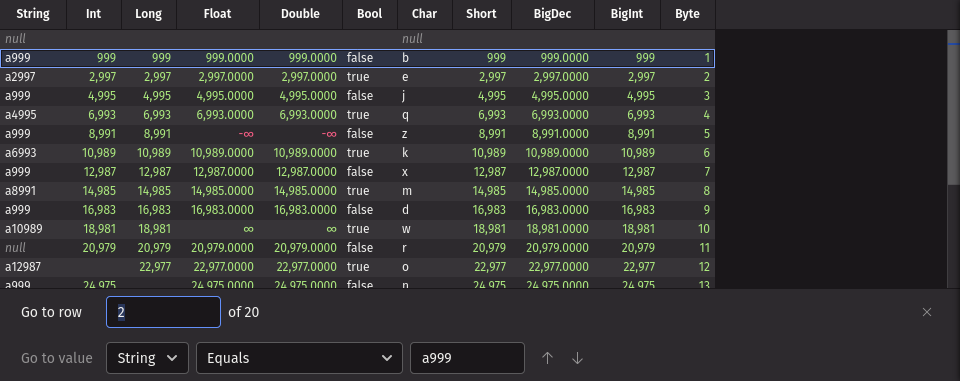 String Int Long Float Double Bool Char Short BigDec BigInt Byte
null null
a999 999 999 999.0000 999.0000 false b 999 999.0000 999 1
a2997 2,997 2,997 2,997.0000 2,997.0000 true e 2,997 2,997.0000 2,997 2
a999 4,995 4,995 4,995.0000 4,995.0000 false j 4,995 4,995.0000 4,995 3
a4995 6,993 6,993 6,993.0000 6,993.0000 true q 6,993 6,993.0000 6,993 4
a999 8,991 8,991 -∞ -∞ false z 8,991 8,991.0000 8,991 5
a6993 10,989 10,989 10,989.0000 10,989.0000 true k 10,989 10,989.0000 10,989 6
a999 12,987 12,987 12,987.0000 12,987.0000 false x 12,987 12,987.0000 12,987 7
a8991 14,985 14,985 14,985.0000 14,985.0000 true m 14,985 14,985.0000 14,985 8
a999 16,983 16,983 16,983.0000 16,983.0000 false d 16,983 16,983.0000 16,983 9
a10989 18,981 18,981 ∞ ∞ true w 18,981 18,981.0000 18,981 10
null 20,979 20,979 20,979.0000 20,979.0000 false r 20,979 20,979.0000 20,979 11
a12987 22,977 22,977.0000 22,977.0000 true o 22,977 22,977.0000 22,977 12
a999 24,975 24,975.0000 24,975.0000 false n 24,975 24,975.0000 24,975 13
Go to row 2 of 20
Go to value String Equals a999